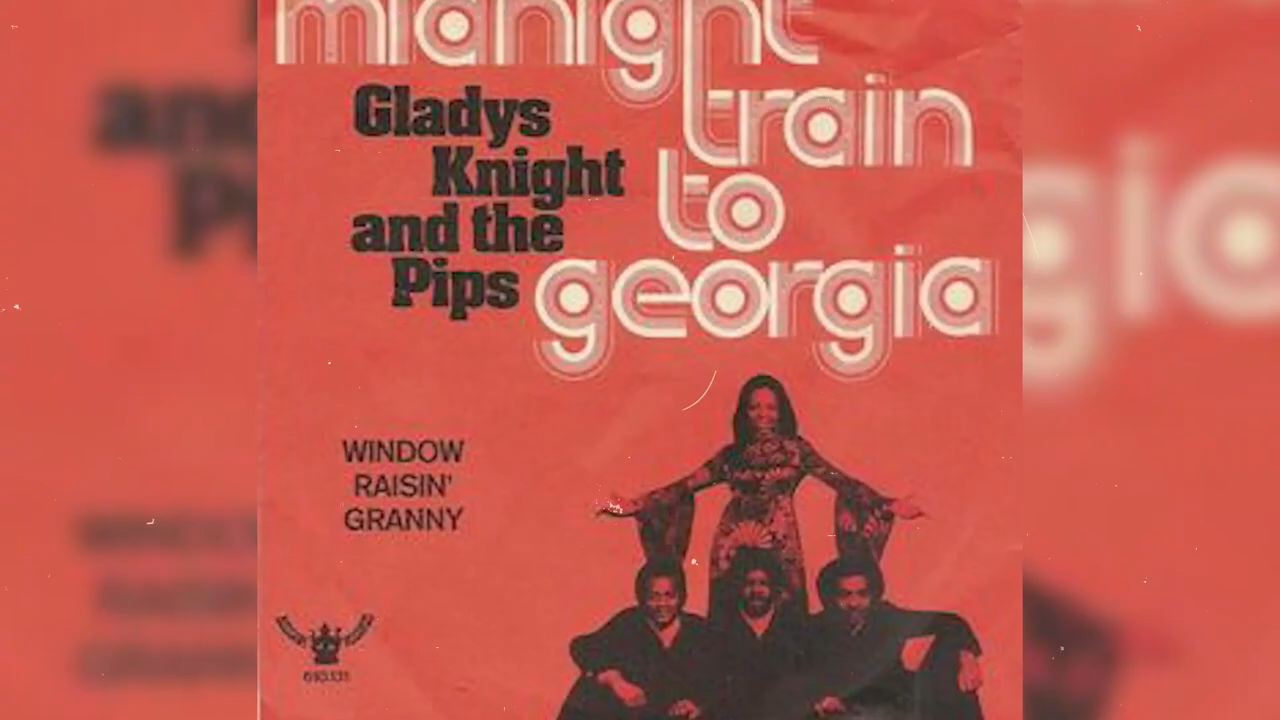 midnight
train
to
georgia
Gladys
Knight
and the
Pips
WINDOW
RAISIN'
GRANNY